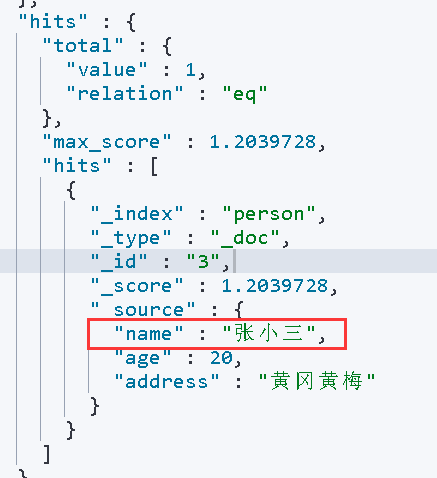 },
"hits" : {
"total" : {
"value" : 1,
"relation" : "eq"
},
"max_score" : 1.2039728,
"hits" : [
{
"_index" : "person",
"_type" : "_doc",
"_id" : "3",
"_score" : 1.2039728,
"_source" : {
"name" : "张小三",
"age" : 20,
"address" : "黄冈黄梅"
}
}
]
}